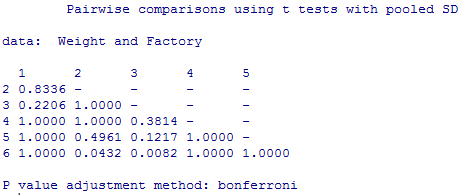 Pairwise comparisons using t tests with pooled SD
data:  Weight and Factory
  1      2      3      4      5
2 0.8336 -      -      -      -
3 0.2206 1.0000 -      -      -
4 1.0000 1.0000 0.3814 -      -
5 1.0000 0.4961 0.1217 1.0000 -
6 1.0000 0.0432 0.0082 1.0000 1.0000
P value adjustment method: bonferroni